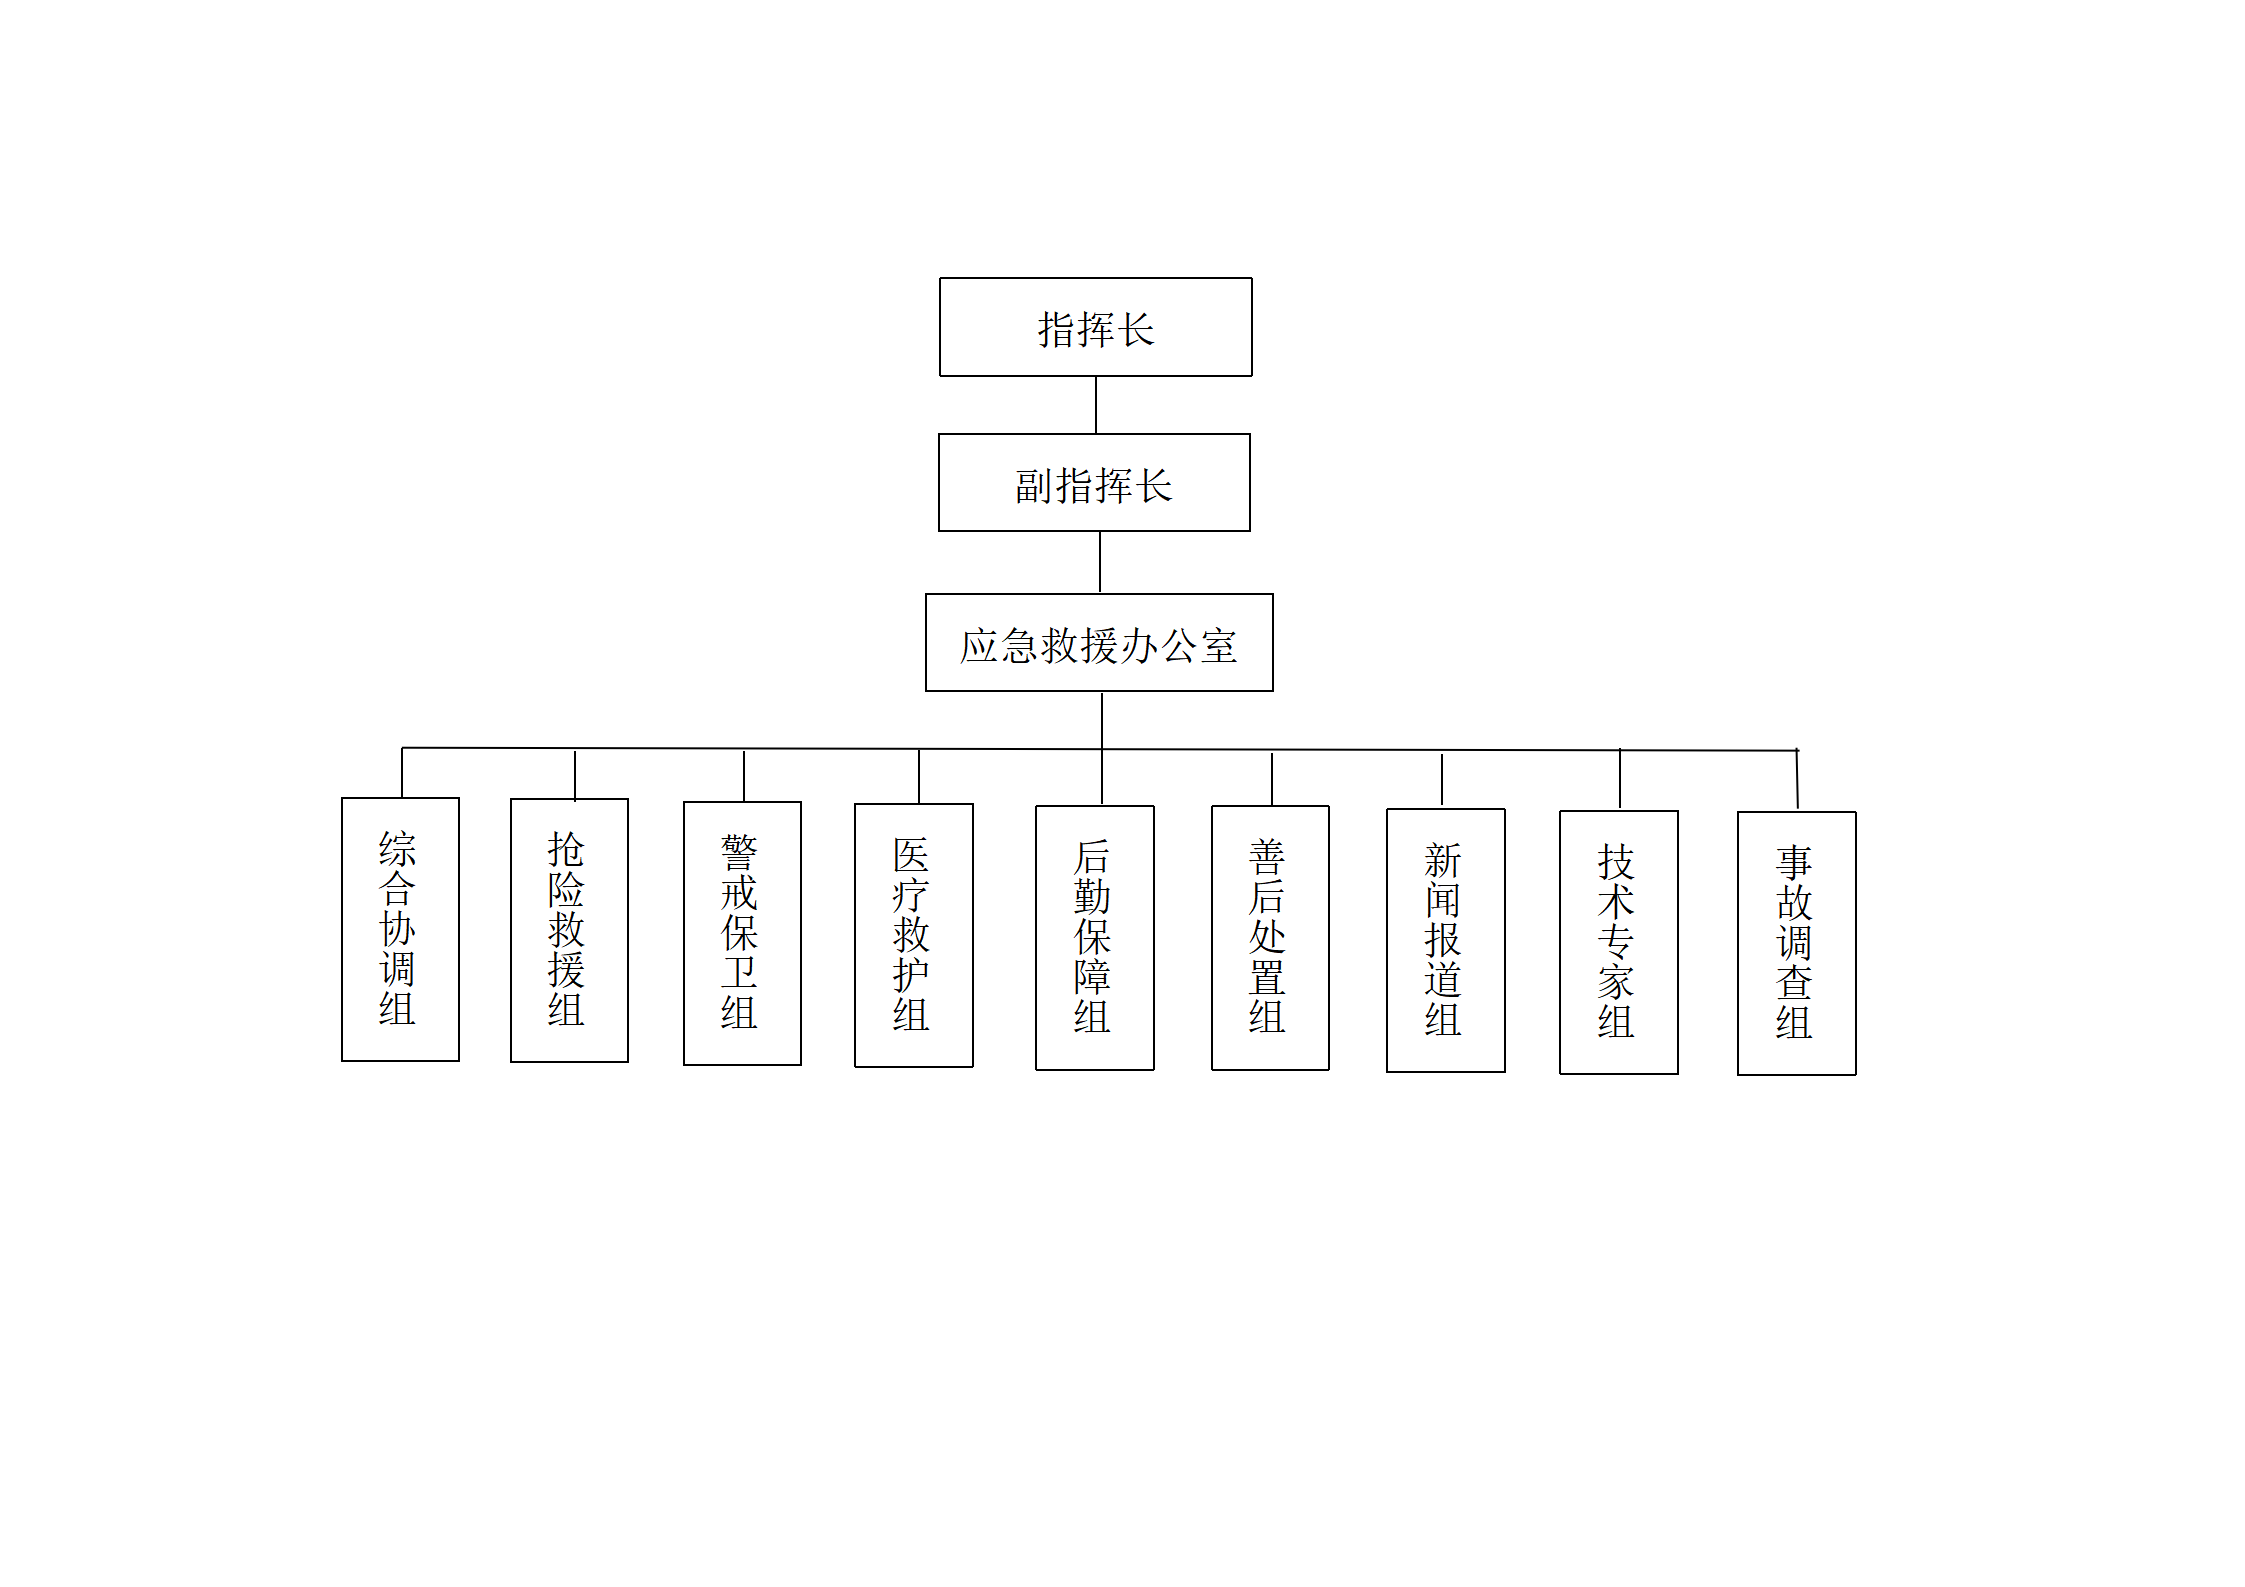 指挥长
副指挥长
应急救援办公室
综合协调组
抢险救援组
警戒保卫组
医疗救护组
后勤保障组
善后处置组
新闻报道组
技术专家组
事故调查组